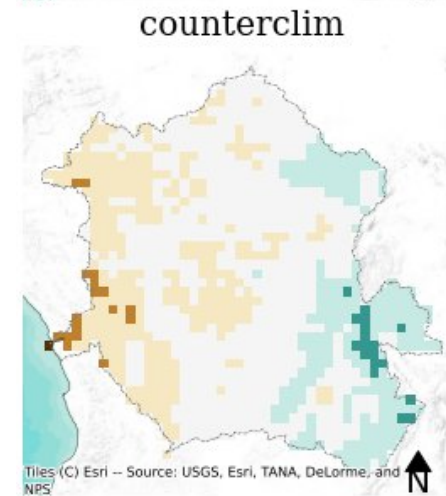 counterclim
Tiles (C) Esri -- Source: USGS, Esri, TANA, DeLorme, and
NPS
N